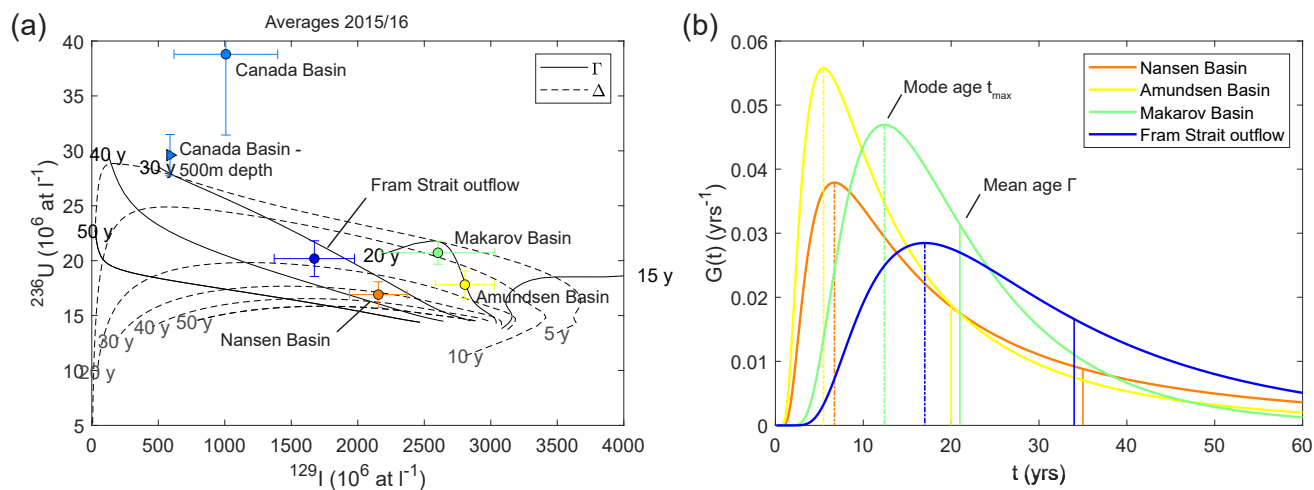 (a)
Averages 2015/16
40
35
30
25
20
15
10
5
²³⁶U (10⁶ at l⁻¹)
0
500
1000
1500
2000
2500
3000
3500
4000
¹²⁹I (10⁶ at l⁻¹)
Γ
Δ
Canada Basin
Canada Basin -
500m depth
40 y
30 y
Fram Strait outflow
50 y
20 y
Makarov Basin
15 y
Amundsen Basin
Nansen Basin
50 y
40 y
30 y
20 y
10 y
5 y
(b)
0.06
0.05
0.04
0.03
0.02
0.01
0
G(t) (yrs⁻¹)
0
10
20
30
40
50
60
t (yrs)
Nansen Basin
Amundsen Basin
Makarov Basin
Fram Strait outflow
Mode age tₘₐₓ
Mean age Γ